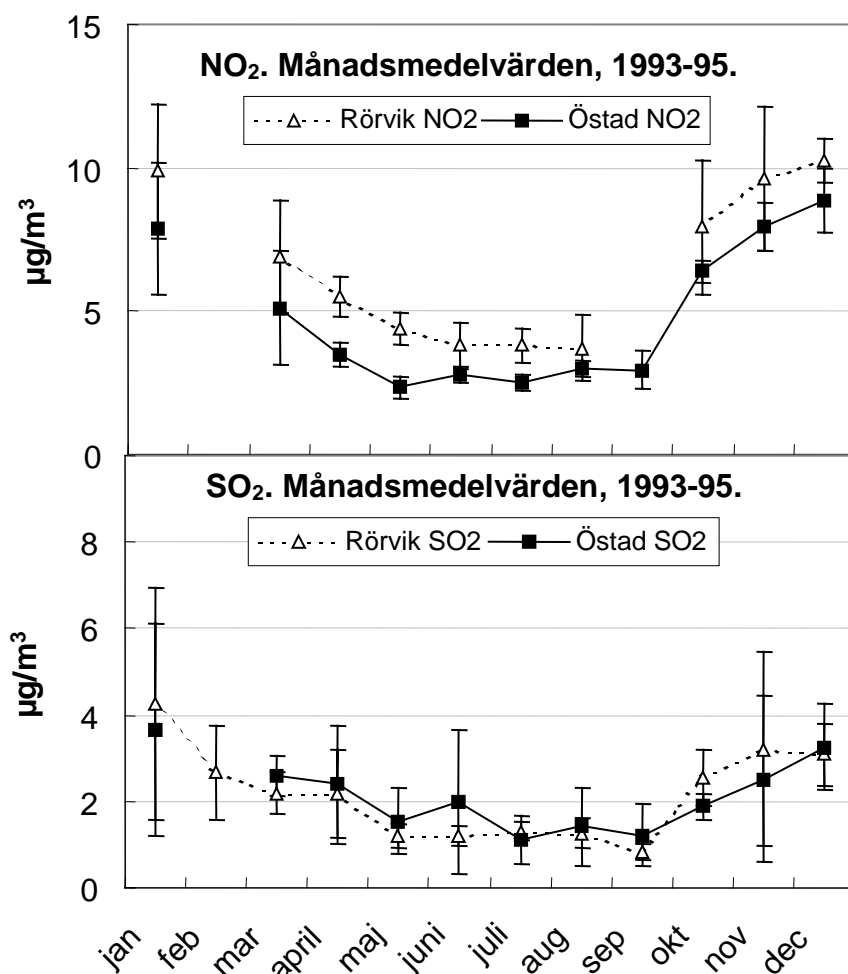 15
NO₂. Månadsmedelvärden, 1993-95.
Rörvik NO2 Östad NO2
10
µg/m³
5
0
SO₂. Månadsmedelvärden, 1993-95.
8
Rörvik SO2 Östad SO2
6
µg/m³
4
2
0
jan feb mar april maj juni juli aug sep okt nov dec